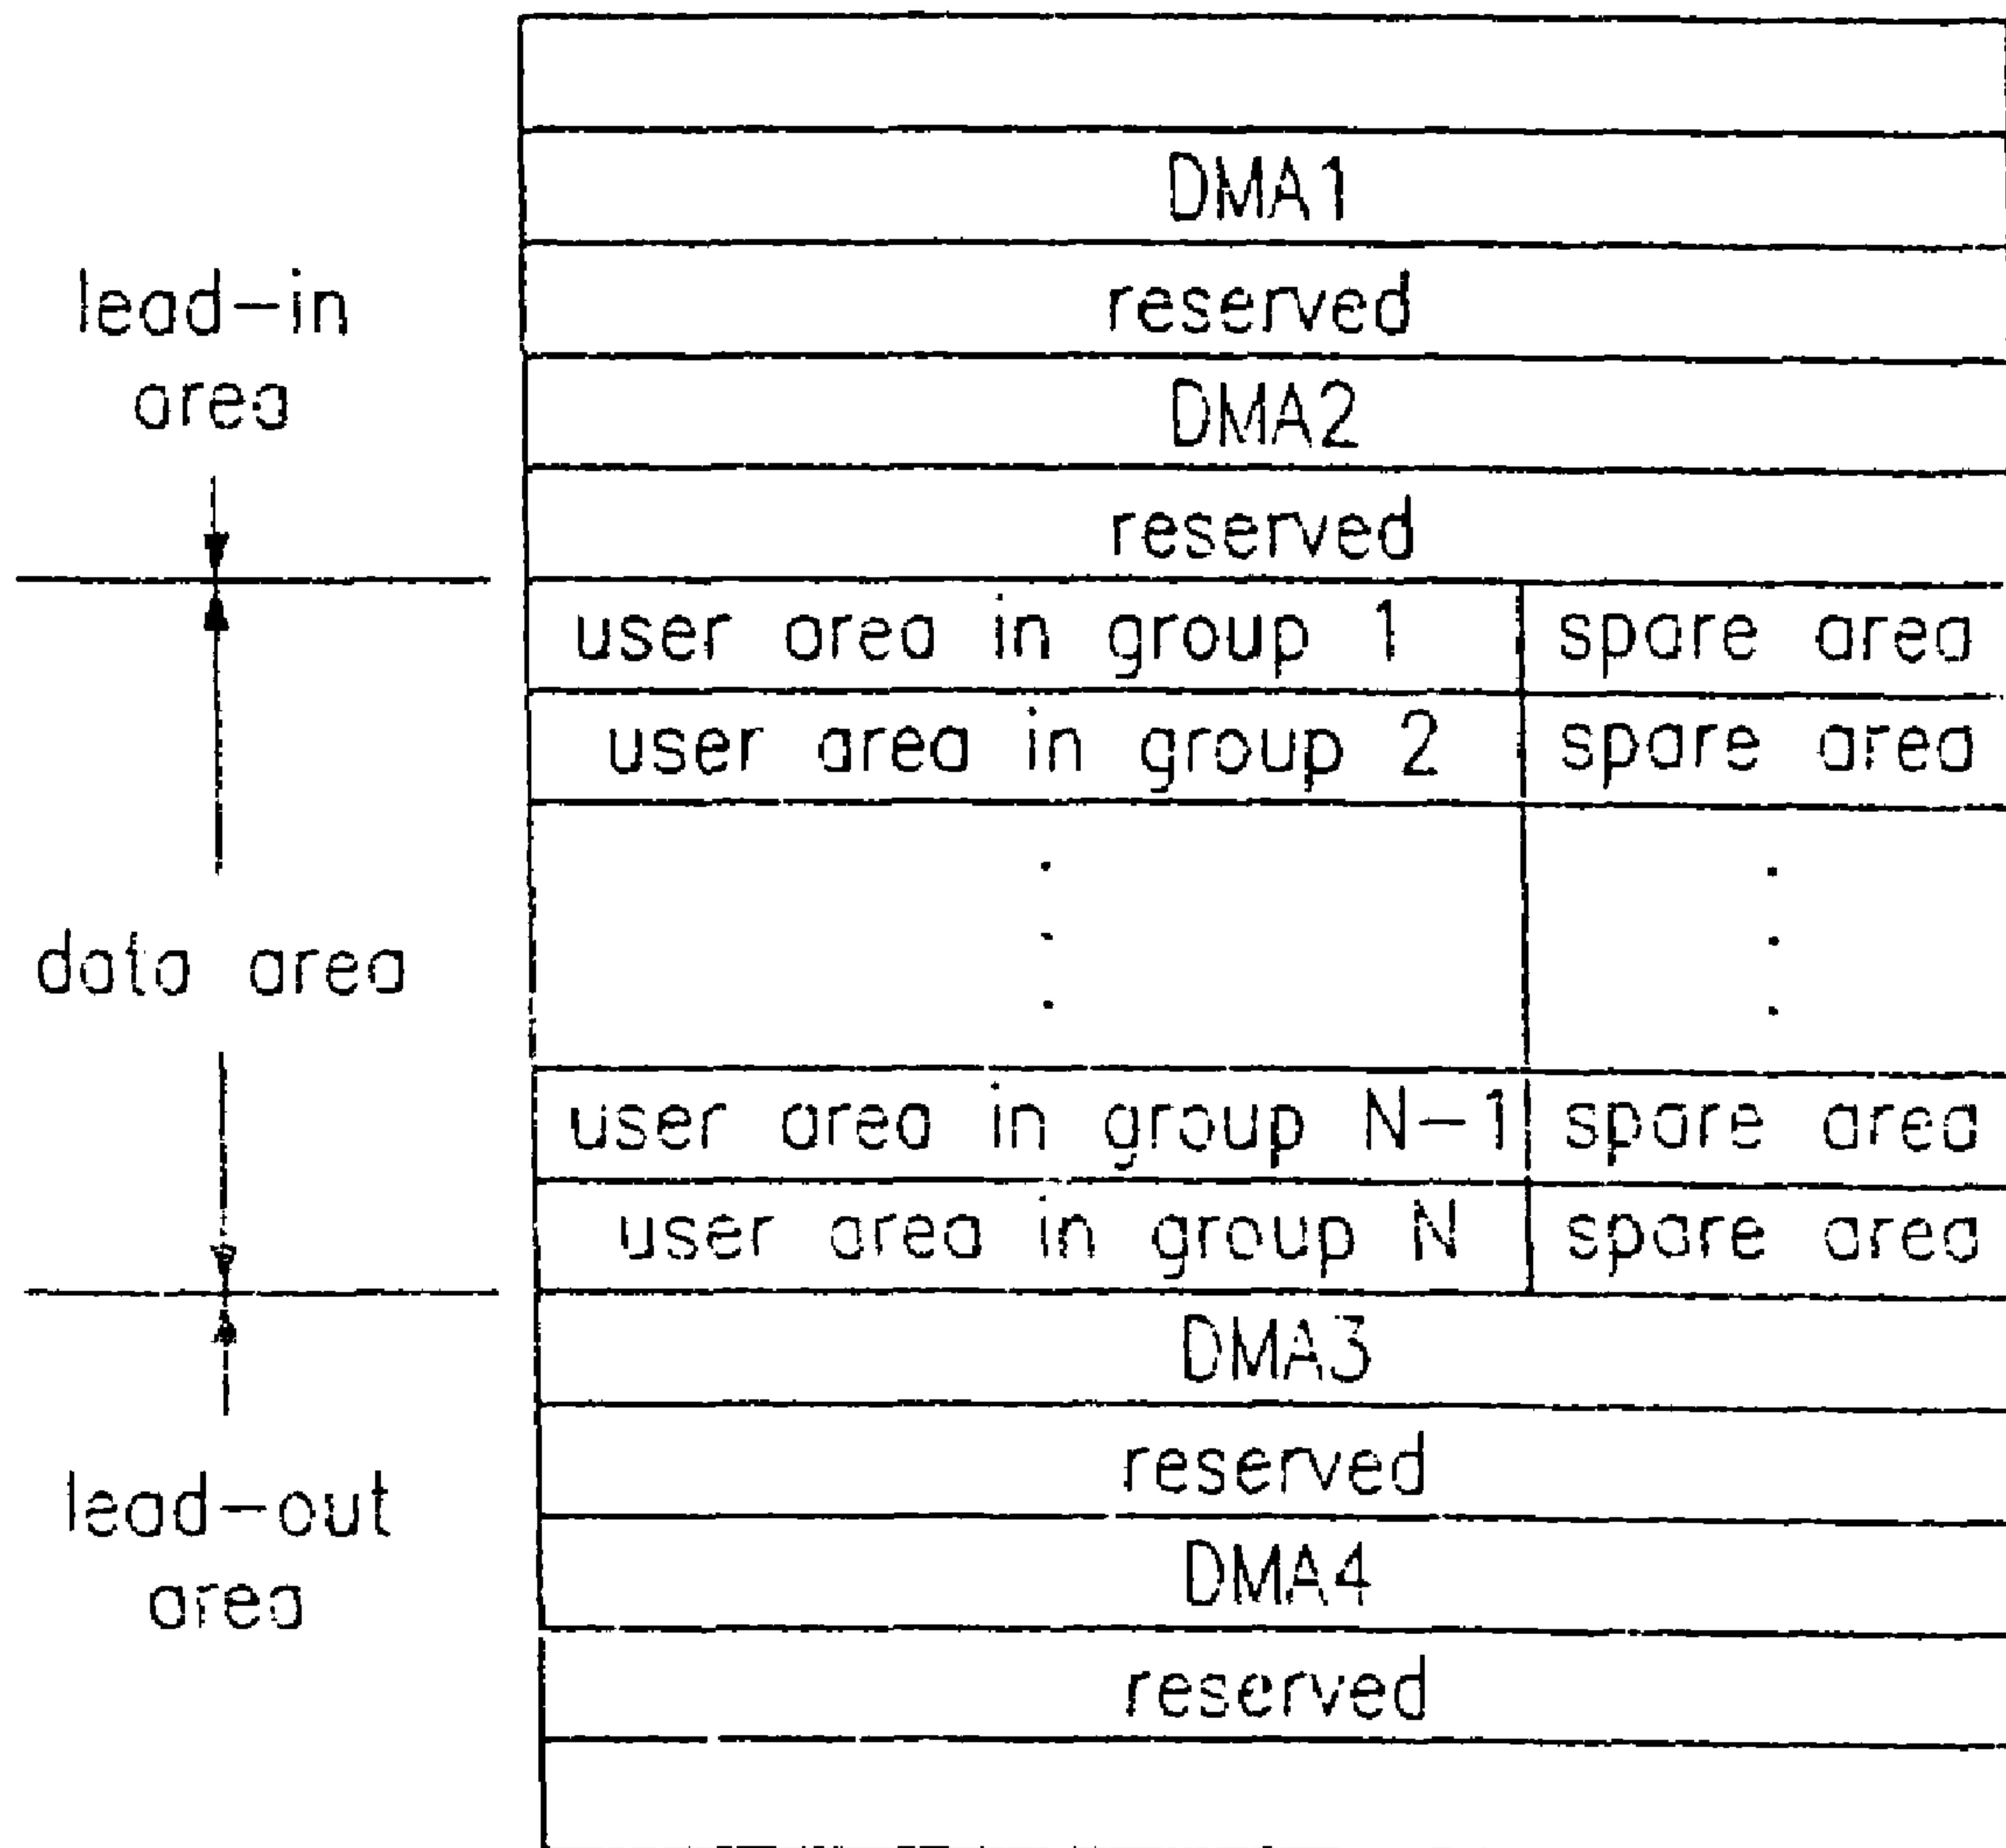 DMA1
reserved
lead-in
area
DMA2
reserved
user area in group 1 spare area
user area in group 2 spare area
data area
user area in group N-1 spare area
user area in group N spare area
DMA3
reserved
lead-out
area
DMA4
reserved